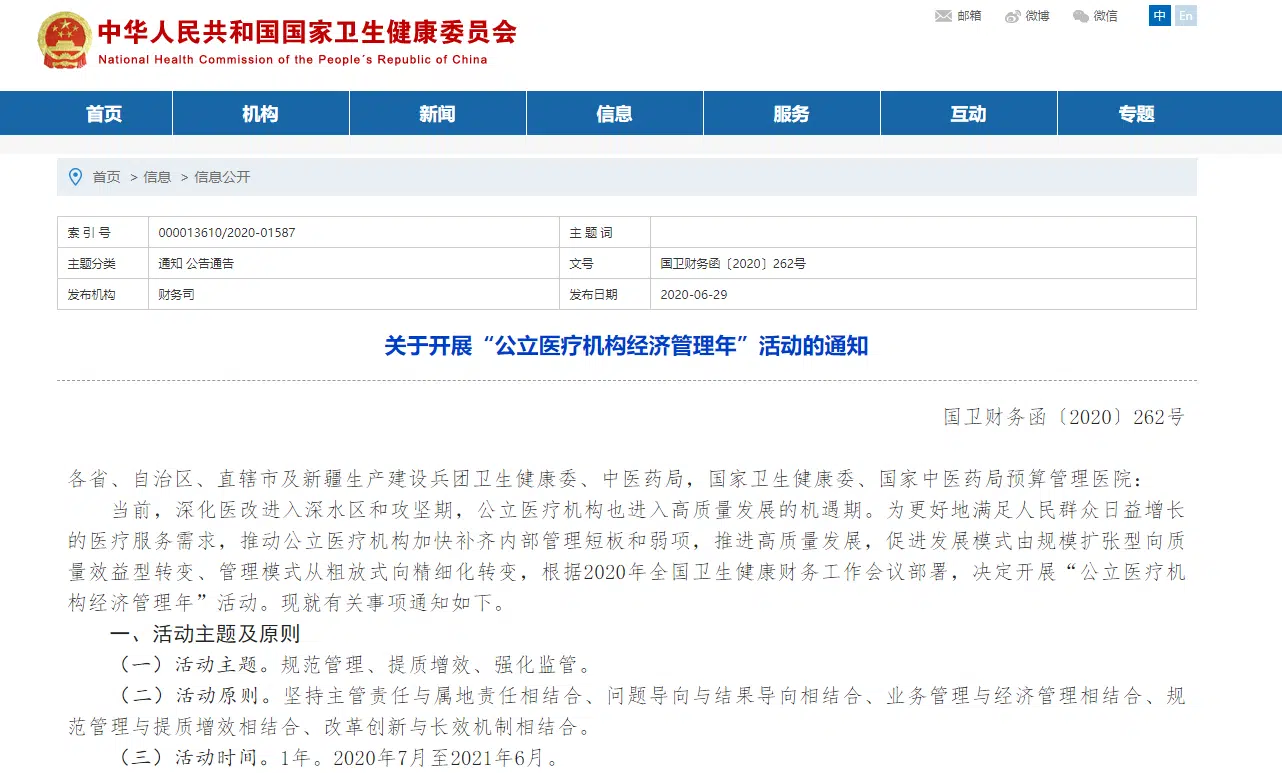 中华人民共和国国家卫生健康委员会
National Health Commission of the People´s Republic of China
邮箱 微博 微信 中 En
首页 机构 新闻 信息 服务 互动 专题
首页 > 信息 > 信息公开
索 引 号 000013610/2020-01587 主 题 词
主题分类 通知 公告通告 文号 国卫财务函〔2020〕262号
发布机构 财务司 发布日期 2020-06-29
关于开展“公立医疗机构经济管理年”活动的通知
国卫财务函〔2020〕262号
各省、自治区、直辖市及新疆生产建设兵团卫生健康委、中医药局，国家卫生健康委、国家中医药局预算管理医院：
当前，深化医改进入深水区和攻坚期，公立医疗机构也进入高质量发展的机遇期。为更好地满足人民群众日益增长
的医疗服务需求，推动公立医疗机构加快补齐内部管理短板和弱项，推进高质量发展，促进发展模式由规模扩张型向质
量效益型转变、管理模式从粗放式向精细化转变，根据2020年全国卫生健康财务工作会议部署，决定开展“公立医疗机
构经济管理年”活动。现就有关事项通知如下。
一、活动主题及原则
（一）活动主题。规范管理、提质增效、强化监管。
（二）活动原则。坚持主管责任与属地责任相结合、问题导向与结果导向相结合、业务管理与经济管理相结合、规
范管理与提质增效相结合、改革创新与长效机制相结合。
（三）活动时间。1年。2020年7月至2021年6月。